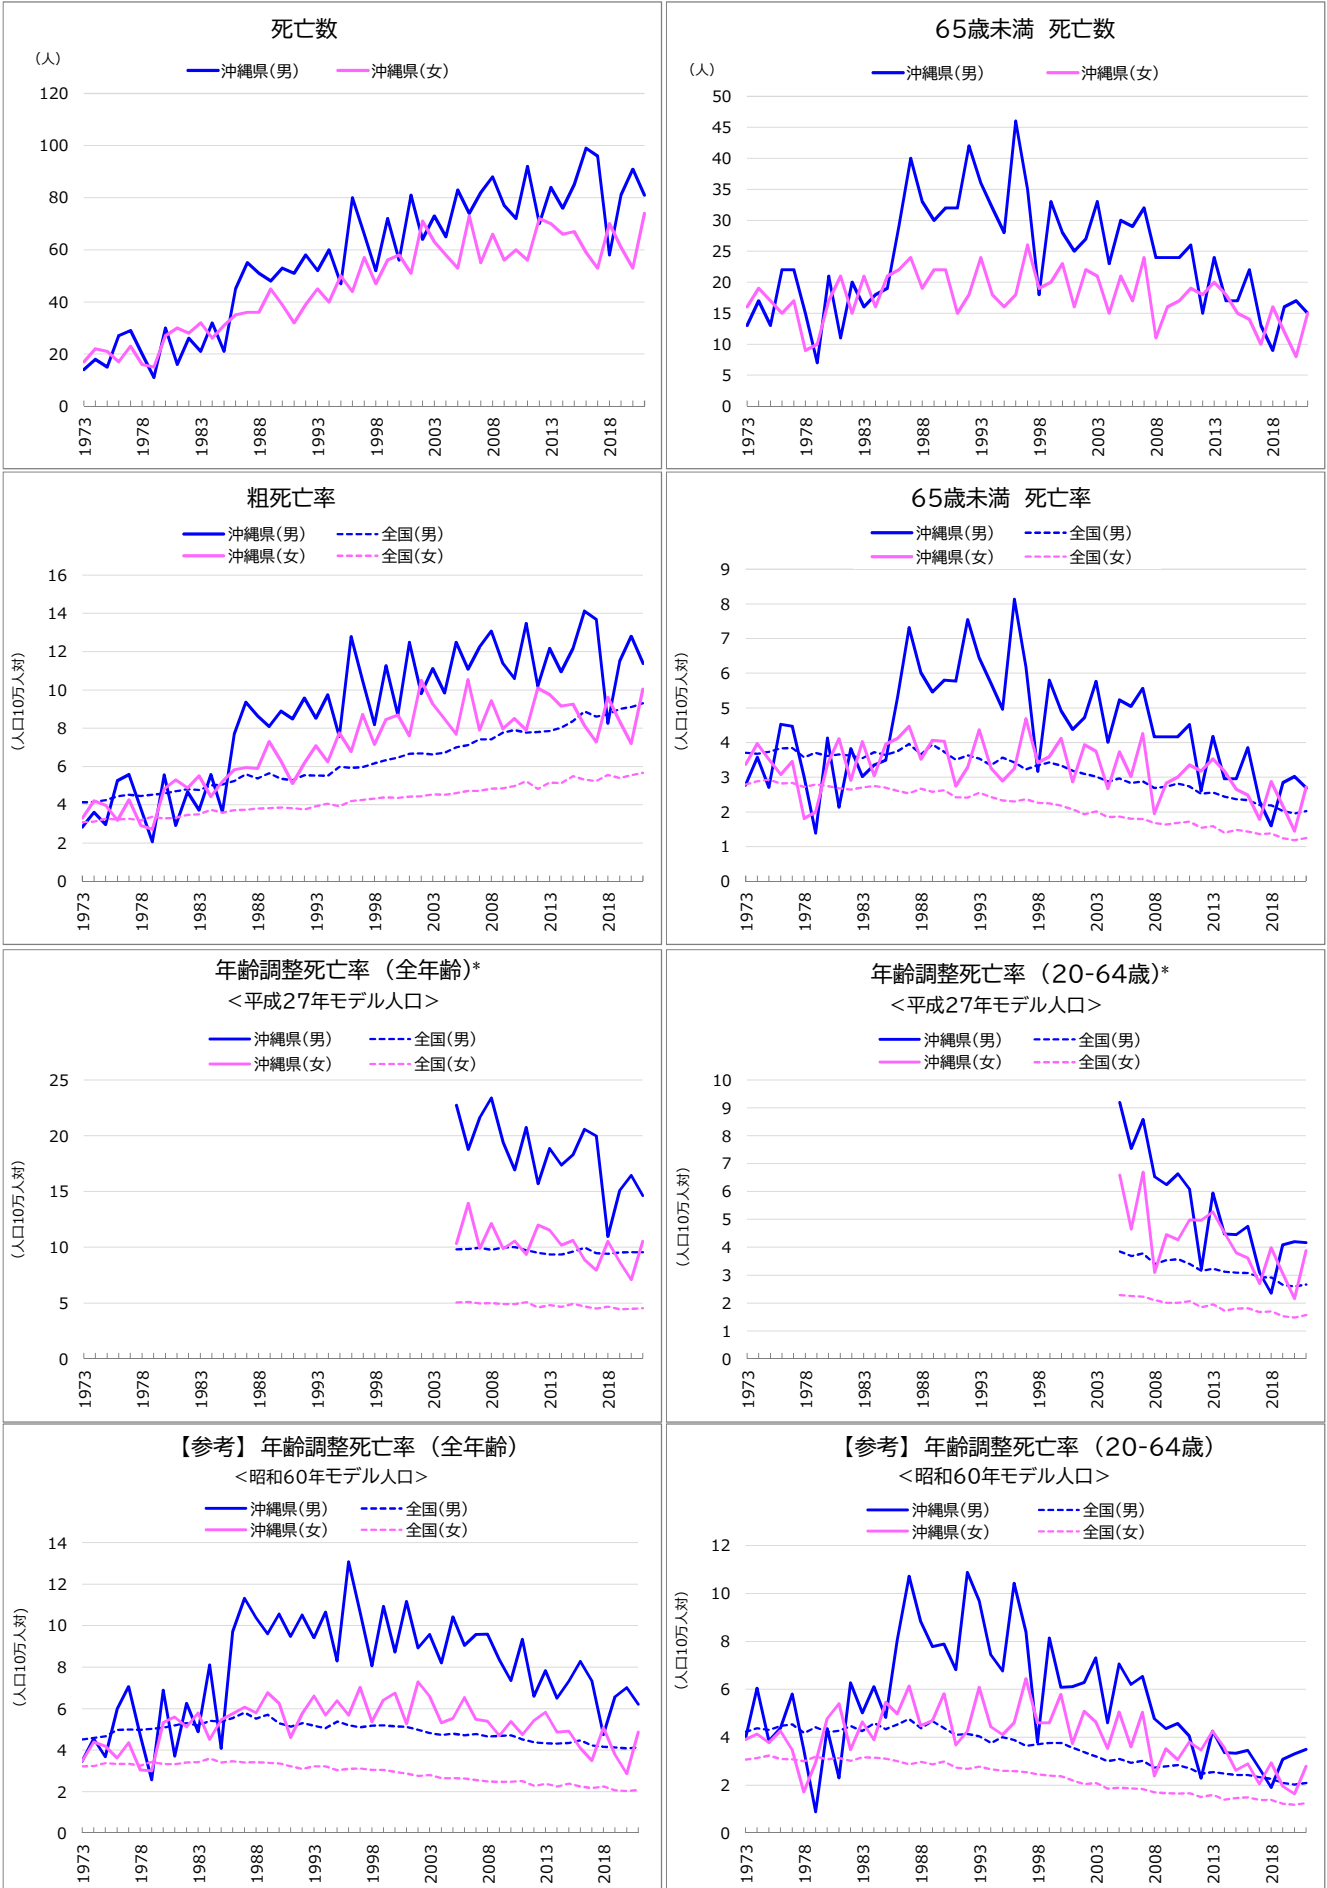 死亡数
（人）
沖縄県(男) 沖縄県(女)
120
100
80
60
40
20
0
1973 1978 1983 1988 1993 1998 2003 2008 2013 2018
65歳未満 死亡数
（人）
沖縄県(男) 沖縄県(女)
50
45
40
35
30
25
20
15
10
5
0
1973 1978 1983 1988 1993 1998 2003 2008 2013 2018
粗死亡率
沖縄県(男) 全国(男)
沖縄県(女) 全国(女)
（人口10万人対）
16
14
12
10
8
6
4
2
0
1973 1978 1983 1988 1993 1998 2003 2008 2013 2018
65歳未満 死亡率
沖縄県(男) 全国(男)
沖縄県(女) 全国(女)
（人口10万人対）
9
8
7
6
5
4
3
2
1
0
1973 1978 1983 1988 1993 1998 2003 2008 2013 2018
年齢調整死亡率（全年齢）*
＜平成27年モデル人口＞
沖縄県(男) 全国(男)
沖縄県(女) 全国(女)
（人口10万人対）
25
20
15
10
5
0
1973 1978 1983 1988 1993 1998 2003 2008 2013 2018
年齢調整死亡率（20-64歳）*
＜平成27年モデル人口＞
沖縄県(男) 全国(男)
沖縄県(女) 全国(女)
（人口10万人対）
10
9
8
7
6
5
4
3
2
1
0
1973 1978 1983 1988 1993 1998 2003 2008 2013 2018
【参考】年齢調整死亡率（全年齢）
＜昭和60年モデル人口＞
沖縄県(男) 全国(男)
沖縄県(女) 全国(女)
（人口10万人対）
14
12
10
8
6
4
2
0
1973 1978 1983 1988 1993 1998 2003 2008 2013 2018
【参考】年齢調整死亡率（20-64歳）
＜昭和60年モデル人口＞
沖縄県(男) 全国(男)
沖縄県(女) 全国(女)
（人口10万人対）
12
10
8
6
4
2
0
1973 1978 1983 1988 1993 1998 2003 2008 2013 2018